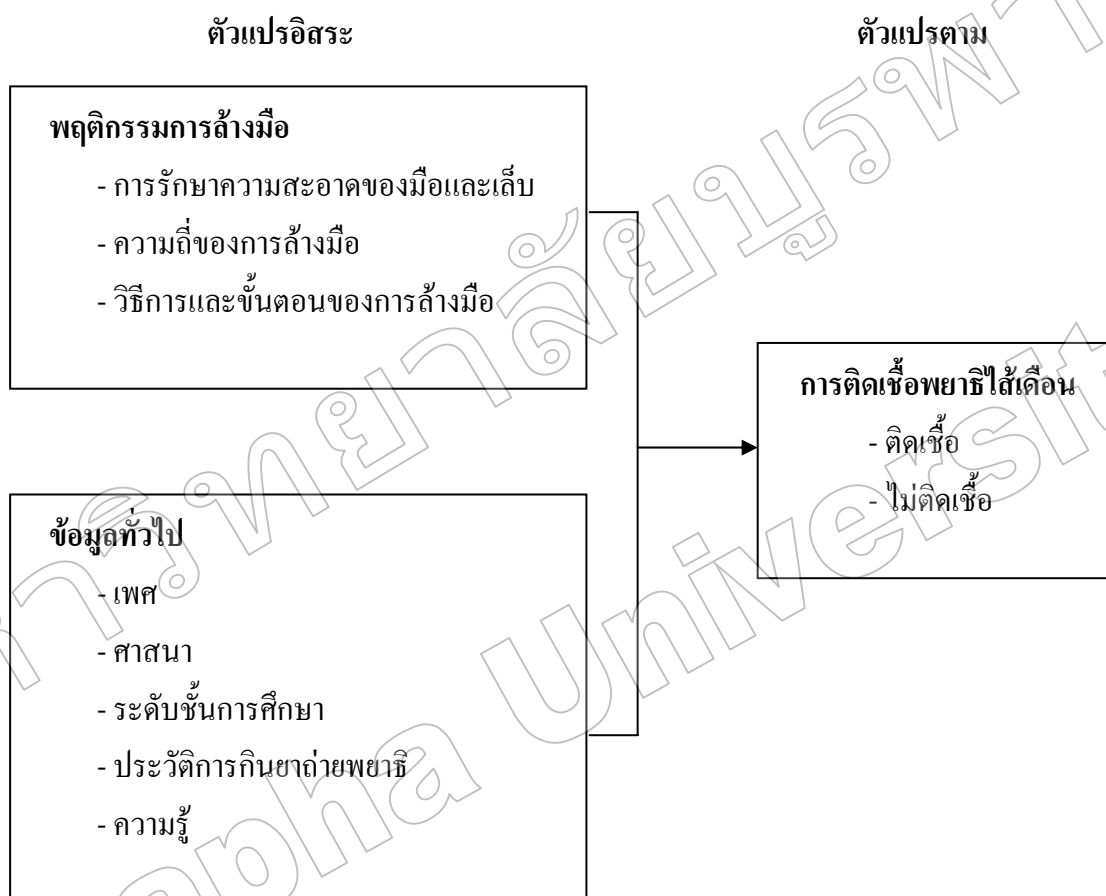 ตัวแปรอิสระ
ตัวแปรตาม
พฤติกรรมการล้างมือ
- การรักษาความสะอาดของมือและเล็บ
- ความถี่ของการล้างมือ
- วิธีการและขั้นตอนของการล้างมือ
การติดเชื้อพยาธิไส้เดือน
- ติดเชื้อ
- ไม่ติดเชื้อ
ข้อมูลทั่วไป
- เพศ
- ศาสนา
- ระดับชั้นการศึกษา
- ประวัติการกินยาถ่ายพยาธิ
- ความรู้